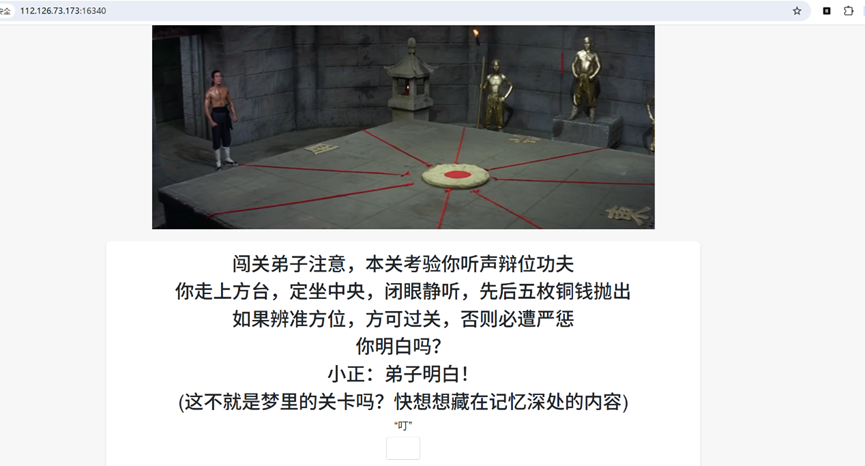 安全
112.126.73.173:16340
闯关弟子注意，本关考验你听声辩位功夫
你走上方台，定坐中央，闭眼静听，先后五枚铜钱抛出
如果辨准方位，方可过关，否则必遭严惩
你明白吗？
小正：弟子明白！
(这不就是梦里的关卡吗？快想想藏在记忆深处的内容)
“叮”